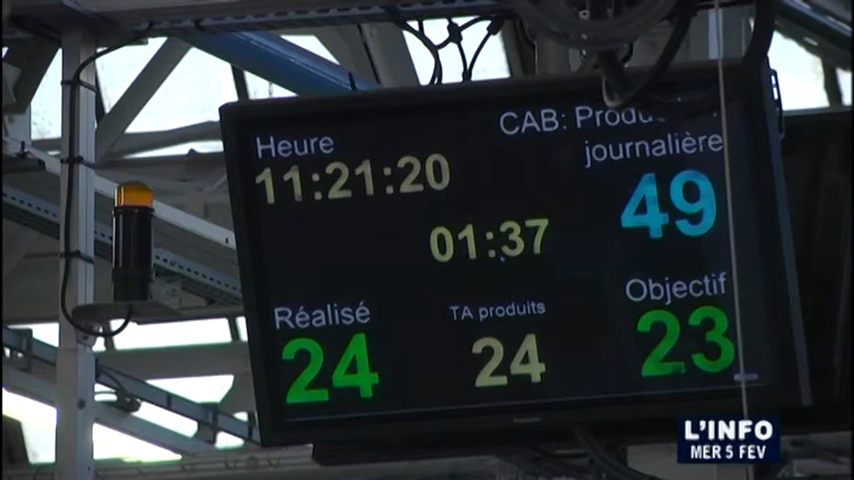 Heure
11:21:20
CAB:
journalière
49
01:37
Réalisé
24
TA produits
24
Objectif
23
L'INFO
MER 5 FEV